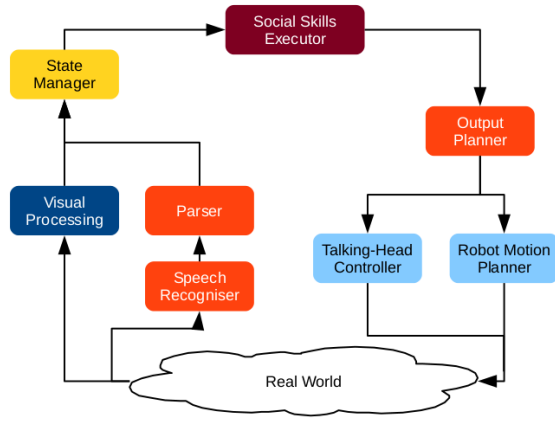 Social Skills
Executor
State
Manager
Output
Planner
Visual
Processing
Parser
Talking-Head
Controller
Robot Motion
Planner
Speech
Recogniser
Real World